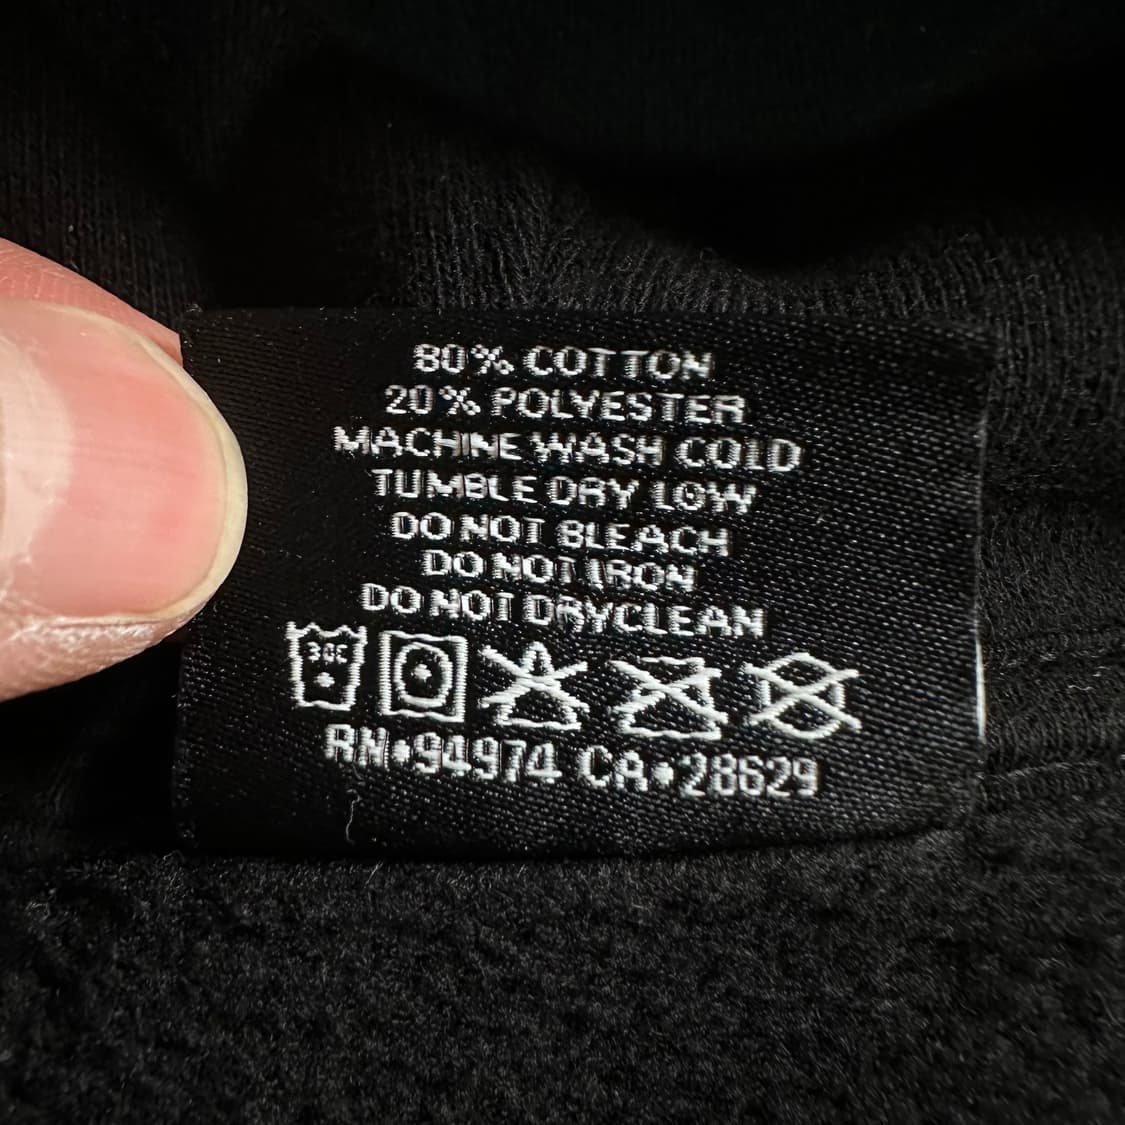 80% COTTON
20% POLYESTER
MACHINE WASH COLD
TUMBLE DRY LOW
DO NOT BLEACH
DO NOT IRON
DO NOT DRYCLEAN
30C
RN•94974 CA•28629